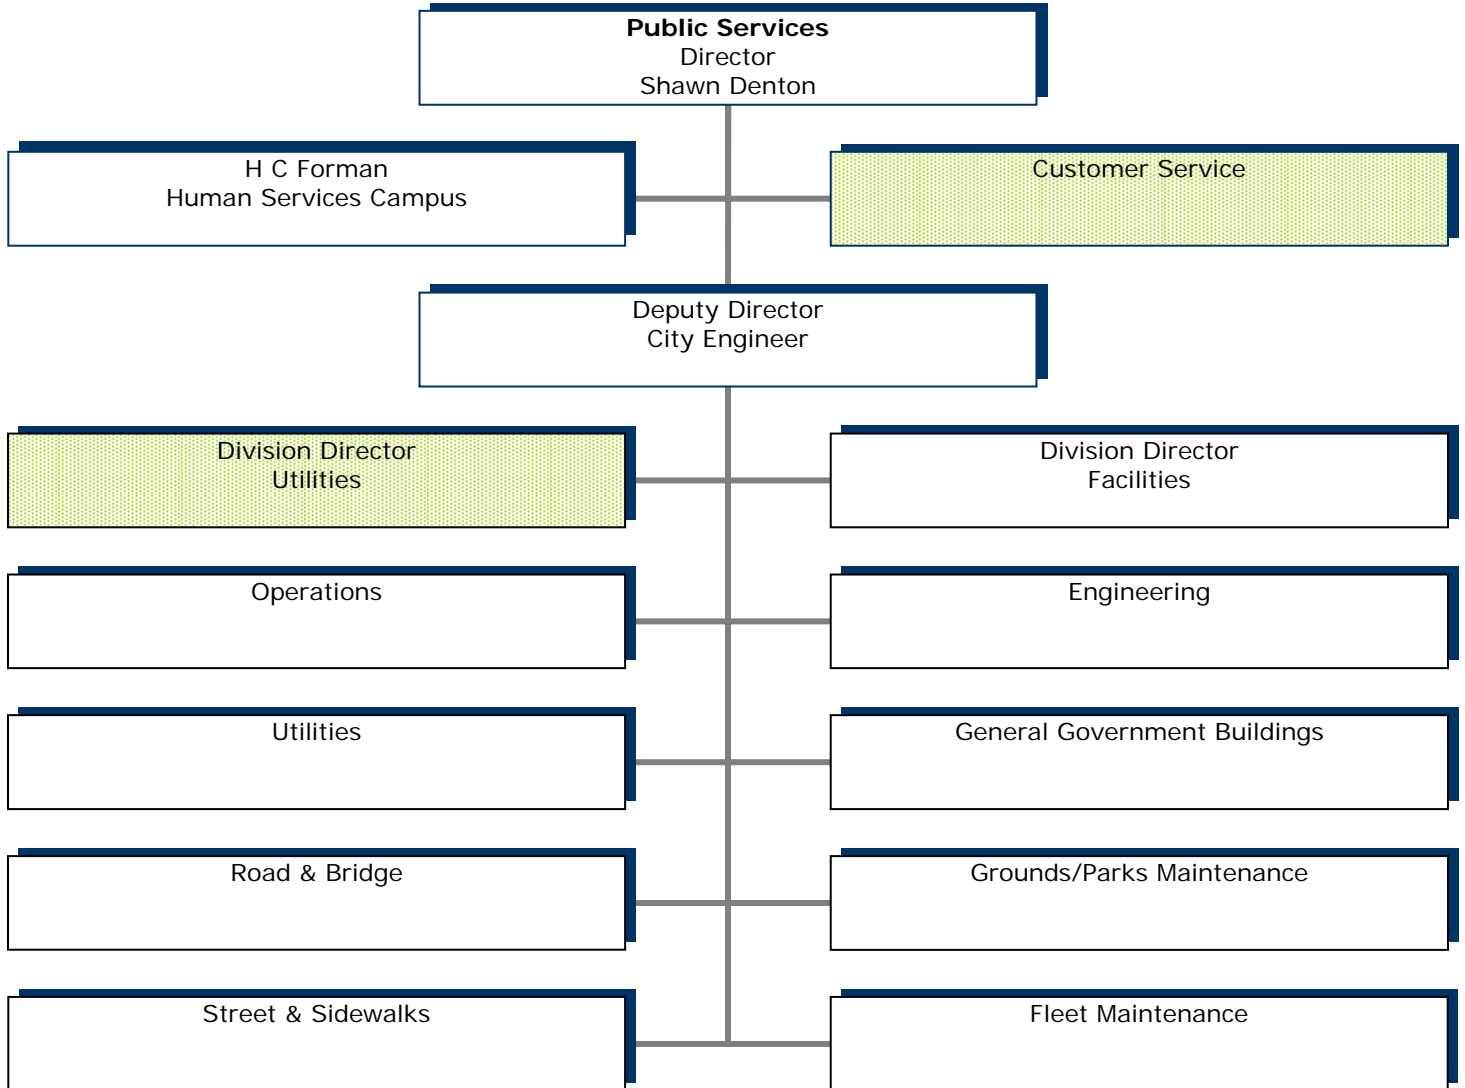 Public Services
Director
Shawn Denton
H C Forman
Human Services Campus
Customer Service
Deputy Director
City Engineer
Division Director
Utilities
Division Director
Facilities
Operations
Engineering
Utilities
General Government Buildings
Road & Bridge
Grounds/Parks Maintenance
Street & Sidewalks
Fleet Maintenance